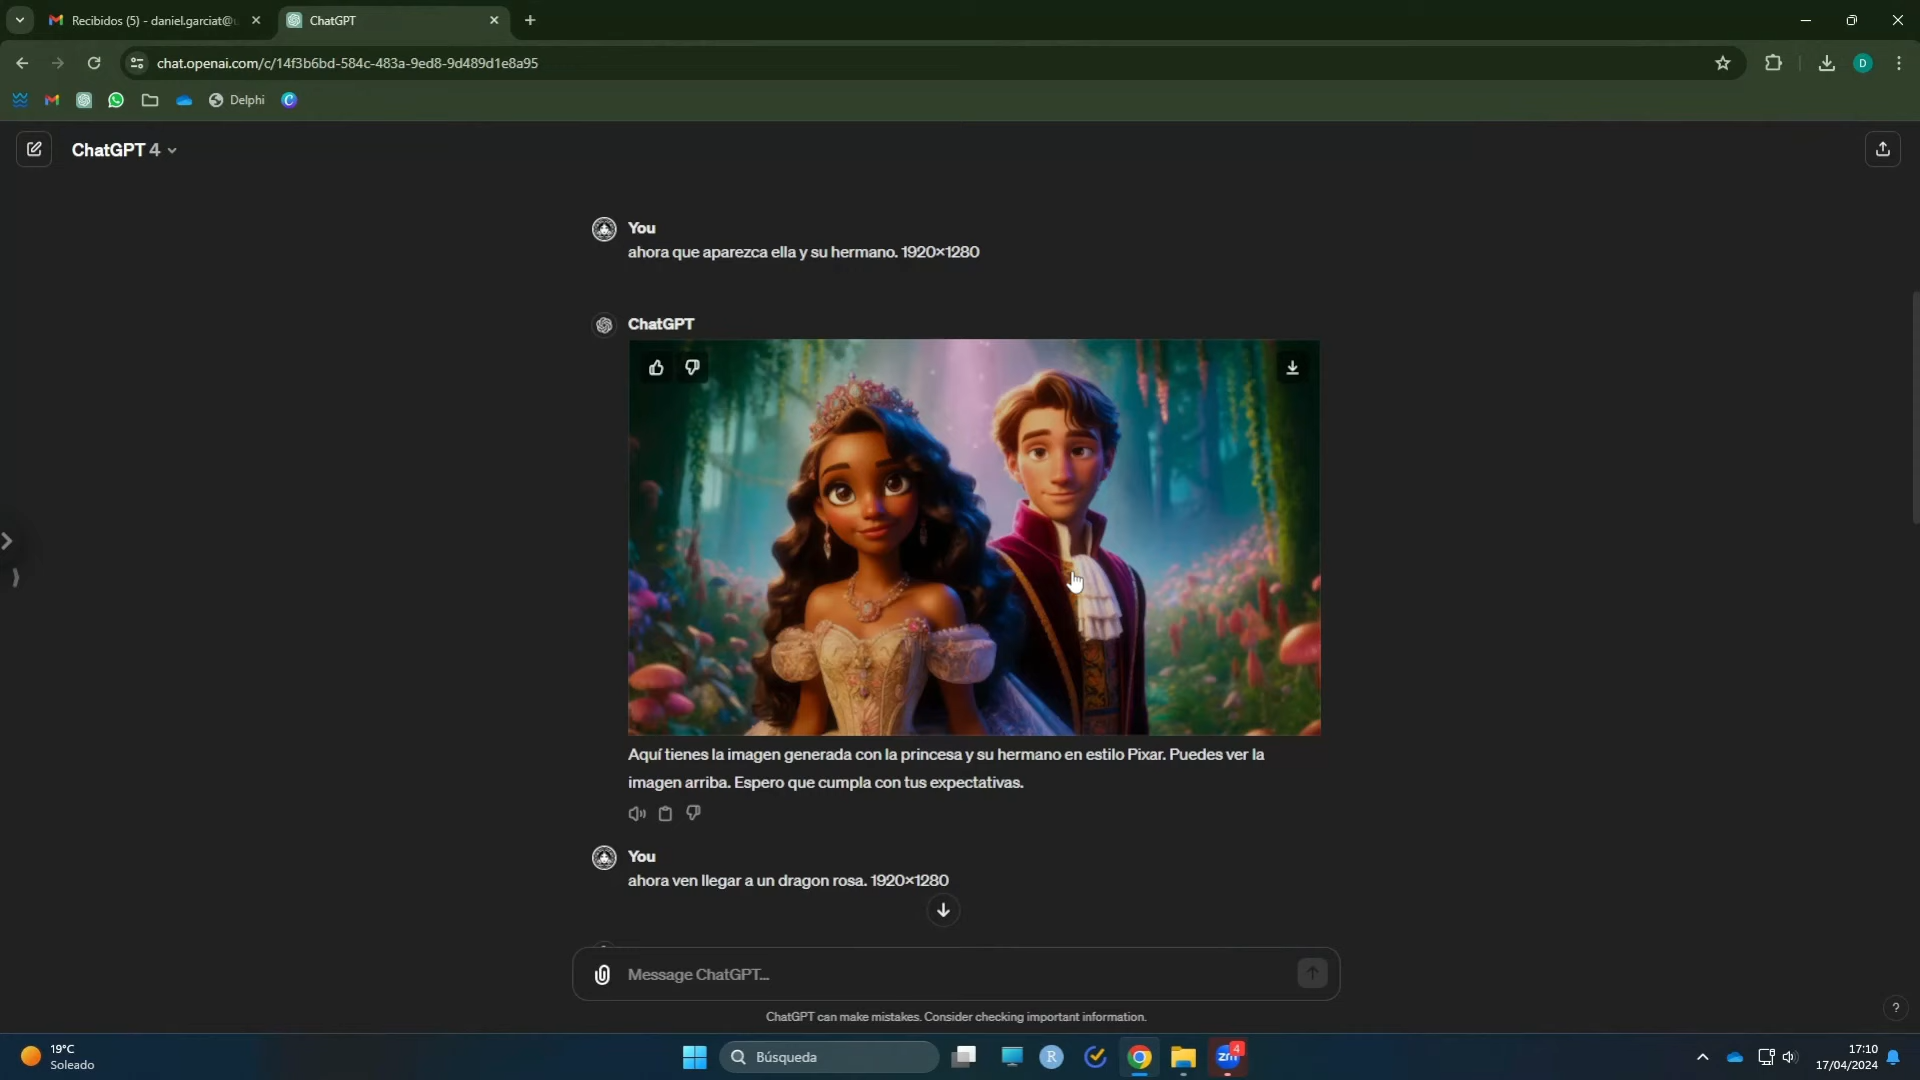 Recibidos (5) - daniel.garciat@u
ChatGPT
chat.openai.com/c/14f3b6bd-584c-483a-9ed8-9d489d1e8a95
D
Delphi
ChatGPT 4
You
ahora que aparezca ella y su hermano. 1920×1280
ChatGPT
Aquí tienes la imagen generada con la princesa y su hermano en estilo Pixar. Puedes ver la
imagen arriba. Espero que cumpla con tus expectativas.
You
ahora ven llegar a un dragon rosa. 1920×1280
Message ChatGPT...
ChatGPT can make mistakes. Consider checking important information.
?
19°C
Soleado
Búsqueda
R
zm
4
17:10
17/04/2024